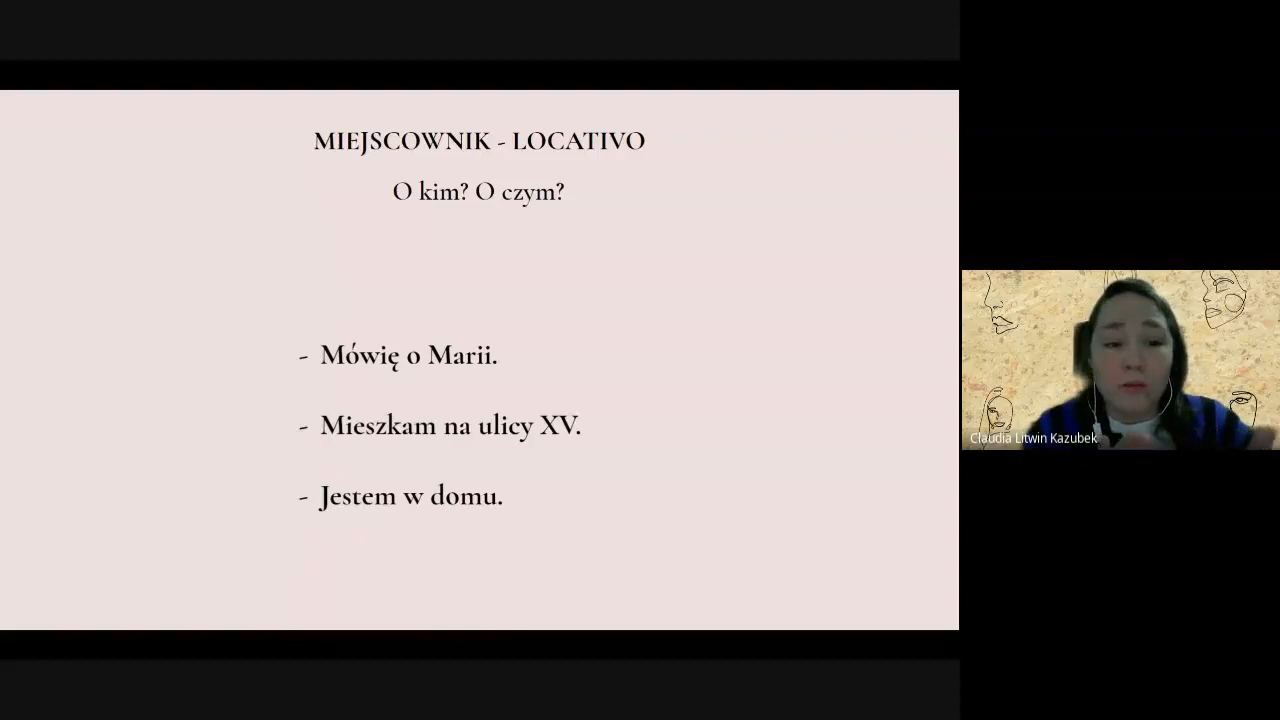 MIEJSCOWNIK - LOCATIVO
O kim? O czym?
- Mówię o Marii.
- Mieszkam na ulicy XV.
- Jestem w domu.
Claudia Litwin Kazubek